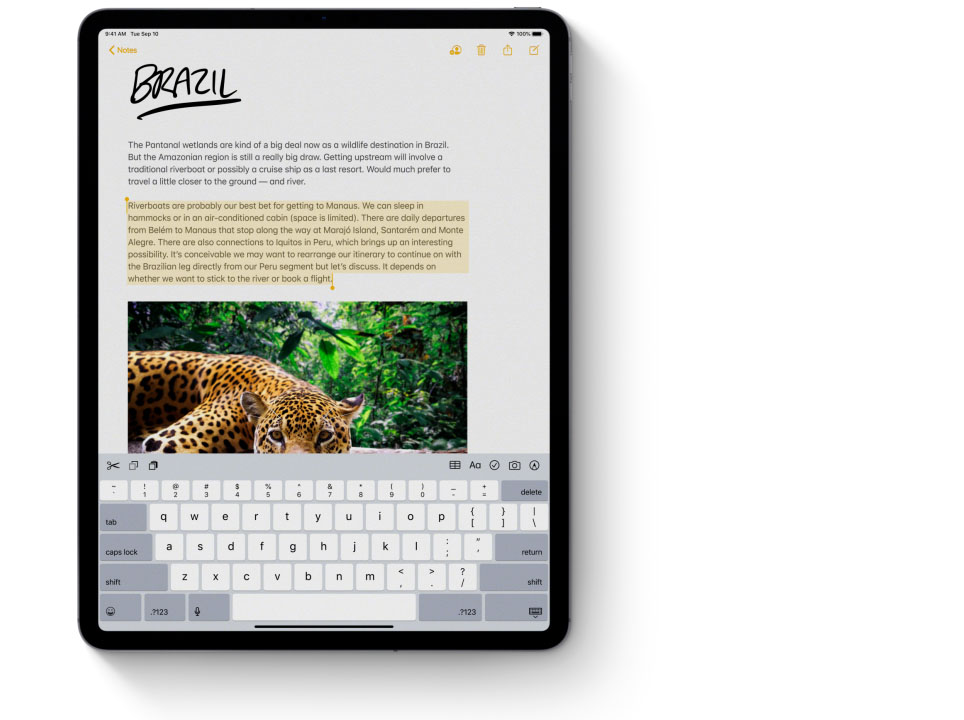 9:41 AM Tue Sep 10
100%
Notes
BRAZIL
The Pantanal wetlands are kind of a big deal now as a wildlife destination in Brazil.
But the Amazonian region is still a really big draw. Getting upstream will involve a
traditional riverboat or possibly a cruise ship as a last resort. Would much prefer to
travel a little closer to the ground — and river.
Riverboats are probably our best bet for getting to Manaus. We can sleep in
hammocks or in an air-conditioned cabin (space is limited). There are daily departures
from Belém to Manaus that stop along the way at Marajó Island, Santarém and Monte
Alegre. There are also connections to Iquitos in Peru, which brings up an interesting
possibility. It’s conceivable we may want to rearrange our itinerary to continue on with
the Brazilian leg directly from our Peru segment but let’s discuss. It depends on
whether we want to stick to the river or book a flight.
Aa
~ ! @ # $ % ^ & * ( ) _ +
` 1 2 3 4 5 6 7 8 9 0 - = delete
tab q w e r t y u i o p { [ } ] | \
caps lock a s d f g h j k l : ; " ' return
shift z x c v b n m < , > . ? / shift
.?123 .?123